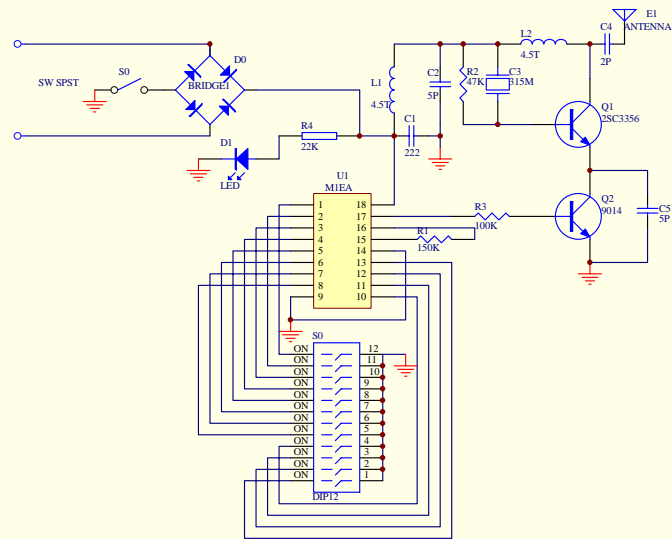 E1
ANTENNA
C4
2P
L2
4.5T
D0
BRIDGE1
SW SPST
S0
L1
4.5T
C2
5P
R2
47K
C3
315M
Q1
2SC3356
C1
222
R4
22K
D1
LED
U1
M1EA
1 18
2 17
3 16
4 15
5 14
6 13
7 12
8 11
9 10
R3
100K
R1
150K
Q2
9014
C5
5P
S0
ON 12
ON 11
ON 10
ON 9
ON 8
ON 7
ON 6
ON 5
ON 4
ON 3
ON 2
ON 1
DIP12